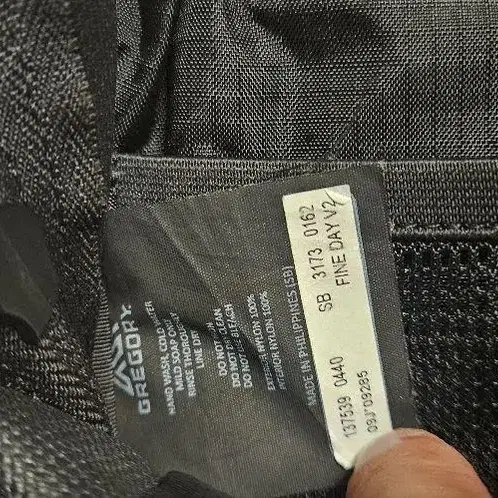 GREGORY.
HAND WASH, COLD WATER
MILD SOAP ONLY
RINSE THOROUGHLY
LINE DRY
DO NOT DRY CLEAN
DO NOT BLEACH
EXTERIOR NYLON 100%
INTERIOR NYLON 100%
MADE IN PHILIPPINES (SB)
137539 0440 SB 3173 0162
09J'09285 FINE DAY V2